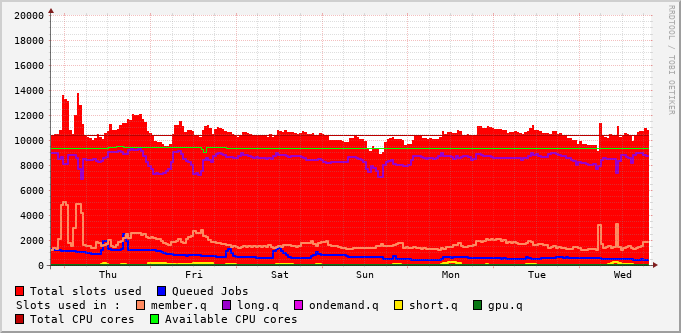 20000
18000
16000
14000
12000
10000
8000
6000
4000
2000
0
Thu Fri Sat Sun Mon Tue Wed
RRDTOOL / TOBI OETIKER
Total slots used Queued Jobs
Slots used in : member.q long.q ondemand.q short.q gpu.q
Total CPU cores Available CPU cores